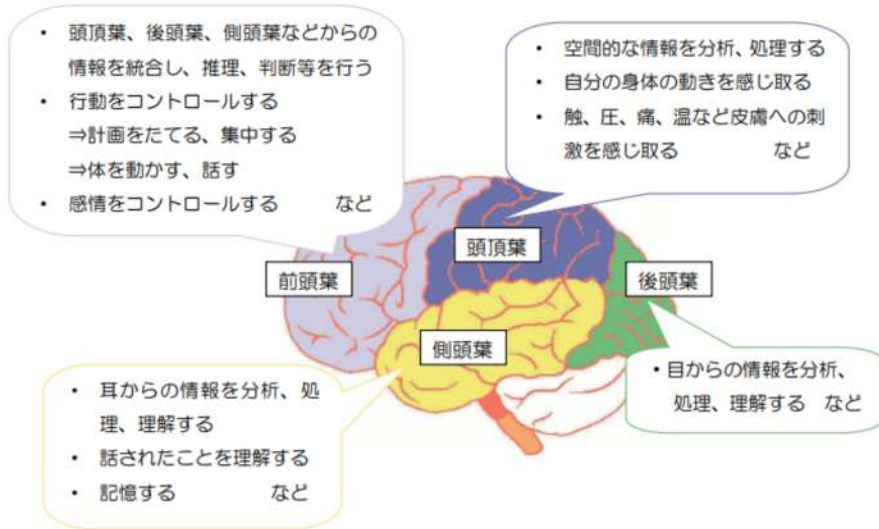 ・ 頭頂葉、後頭葉、側頭葉などからの
情報を統合し、推理、判断等を行う
・ 行動をコントロールする
⇒計画をたてる、集中する
⇒体を動かす、話す
・ 感情をコントロールする など
・ 空間的な情報を分析、処理する
・ 自分の身体の動きを感じ取る
・ 触、圧、痛、温など皮膚への刺
激を感じ取る など
頭頂葉
前頭葉
後頭葉
側頭葉
・ 耳からの情報を分析、処
理、理解する
・ 話されたことを理解する
・ 記憶する など
・目からの情報を分析、
処理、理解する など